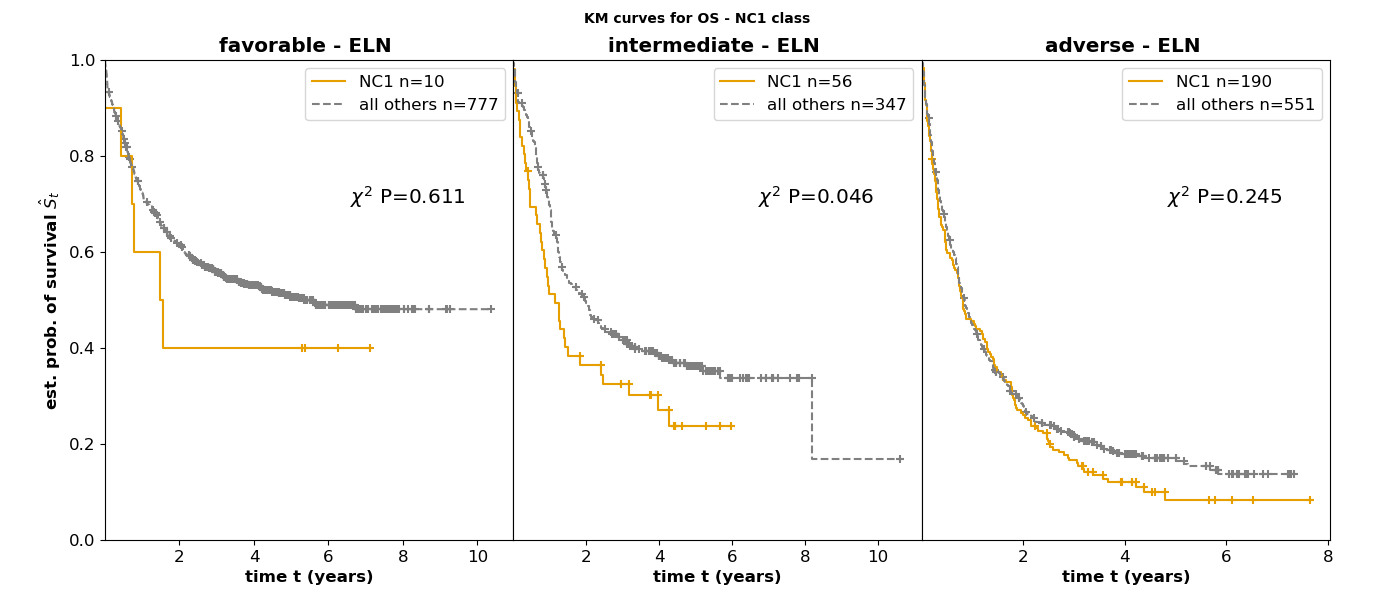 KM curves for OS - NC1 class
favorable - ELN
intermediate - ELN
adverse - ELN
est. prob. of survival Ŝt
1.0
0.8
0.6
0.4
0.2
0.0
NC1 n=10
all others n=777
χ² P=0.611
2 4 6 8 10
time t (years)
NC1 n=56
all others n=347
χ² P=0.046
2 4 6 8 10
time t (years)
NC1 n=190
all others n=551
χ² P=0.245
2 4 6 8
time t (years)